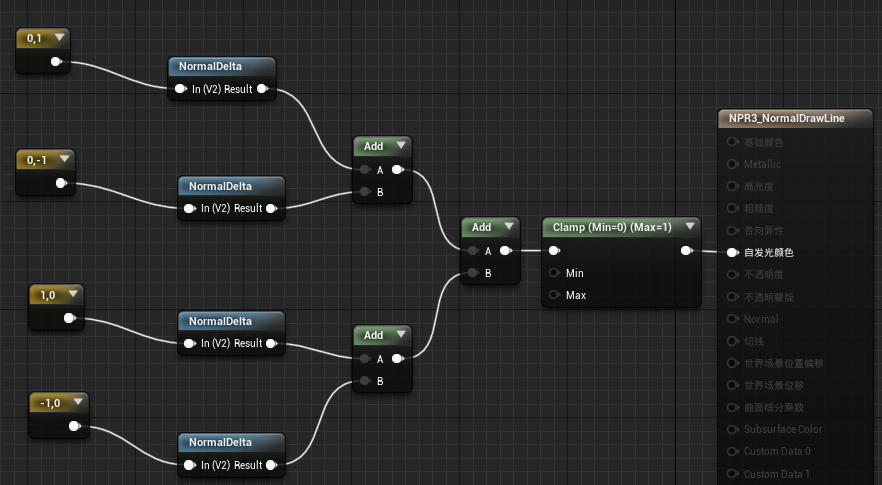 0,1
NormalDelta
In (V2) Result
0,-1
NormalDelta
In (V2) Result
Add
A
B
1,0
NormalDelta
In (V2) Result
-1,0
NormalDelta
In (V2) Result
Add
A
B
Add
A
B
Clamp (Min=0) (Max=1)
Min
Max
NPR3_NormalDrawLine
基础颜色
Metallic
高光度
粗糙度
各向异性
自发光颜色
不透明度
不透明蒙版
Normal
切线
世界场景位置偏移
世界场景位移
曲面细分乘数
Subsurface Color
Custom Data 0
Custom Data 1